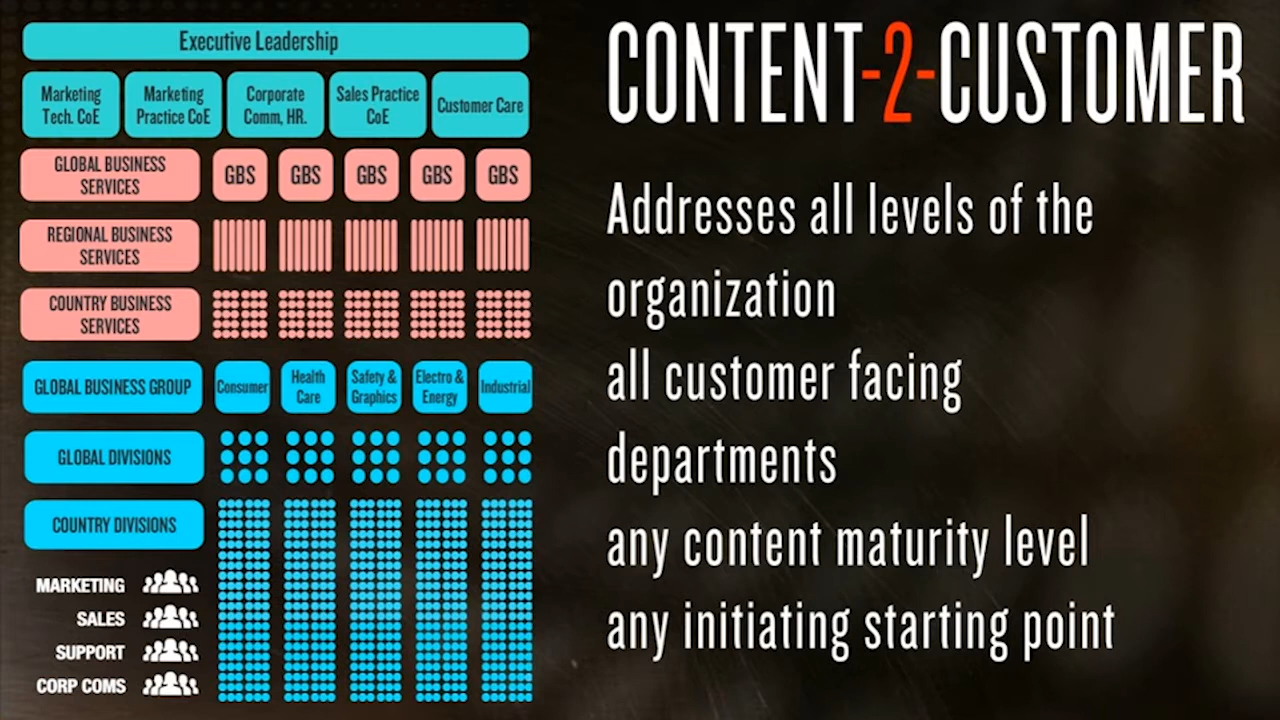 Executive Leadership
Marketing
Tech. CoE
Marketing
Practice CoE
Corporate
Comm, HR.
Sales Practice
CoE
Customer Care
GLOBAL BUSINESS
SERVICES
GBS
GBS
GBS
GBS
GBS
REGIONAL BUSINESS
SERVICES
COUNTRY BUSINESS
SERVICES
GLOBAL BUSINESS GROUP
Consumer
Health
Care
Safety &
Graphics
Electro &
Energy
Industrial
GLOBAL DIVISIONS
COUNTRY DIVISIONS
MARKETING
SALES
SUPPORT
CORP COMS
CONTENT-2-CUSTOMER
Addresses all levels of the
organization
all customer facing
departments
any content maturity level
any initiating starting point